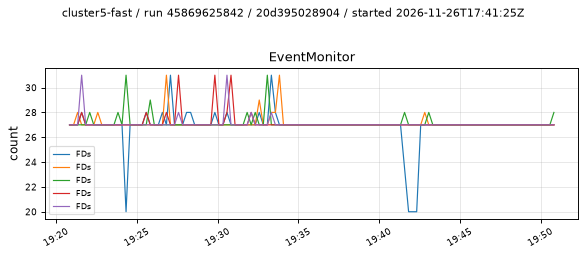 cluster5-fast / run 45869625842 / 20d395028904 / started 2026-11-26T17:41:25Z
EventMonitor
count
30
28
26
24
22
20
FDs
FDs
FDs
FDs
FDs
19:20
19:25
19:30
19:35
19:40
19:45
19:50